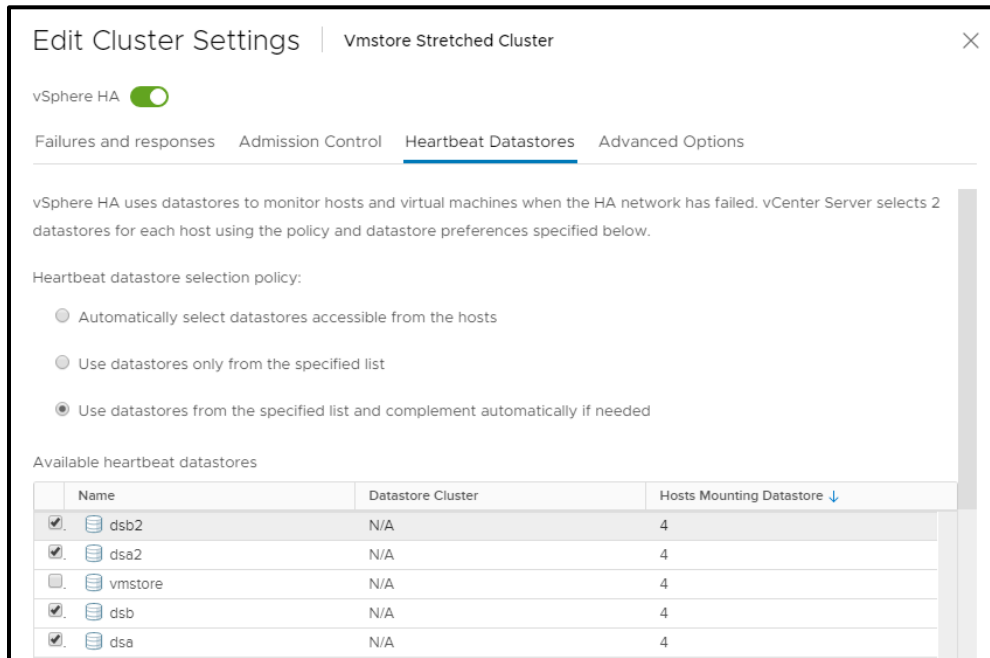 Edit Cluster Settings Vmstore Stretched Cluster
vSphere HA
Failures and responses Admission Control Heartbeat Datastores Advanced Options
vSphere HA uses datastores to monitor hosts and virtual machines when the HA network has failed. vCenter Server selects 2
datastores for each host using the policy and datastore preferences specified below.
Heartbeat datastore selection policy:
Automatically select datastores accessible from the hosts
Use datastores only from the specified list
Use datastores from the specified list and complement automatically if needed
Available heartbeat datastores
Name Datastore Cluster Hosts Mounting Datastore ↓
dsb2 N/A 4
dsa2 N/A 4
vmstore N/A 4
dsb N/A 4
dsa N/A 4